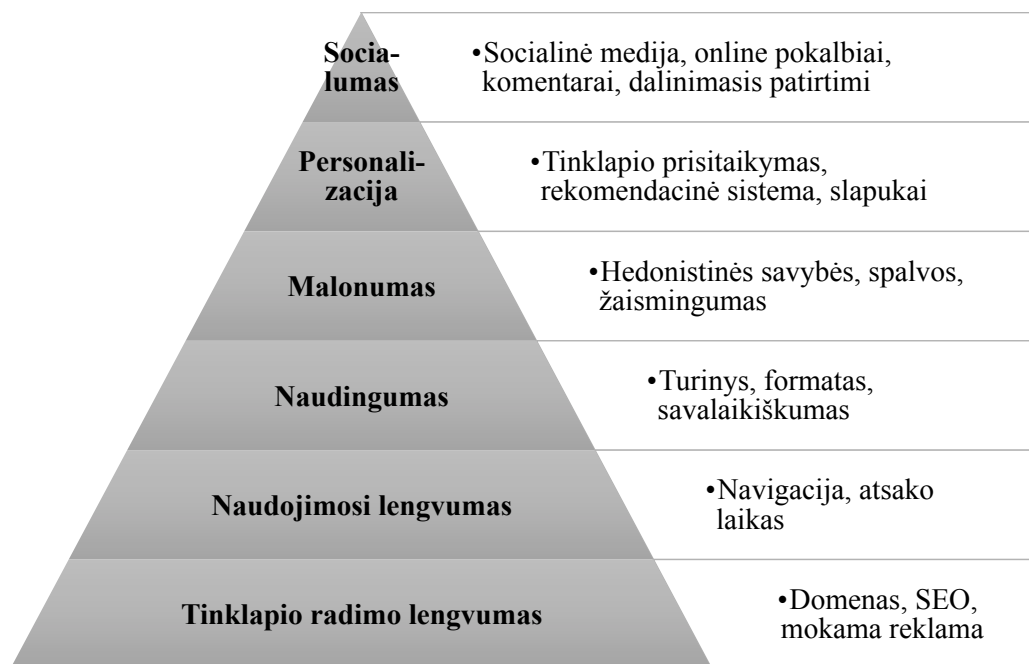 Socia-
lumas
•Socialinė medija, online pokalbiai,
komentarai, dalinimasis patirtimi
Personali-
zacija
•Tinklapio prisitaikymas,
rekomendacinė sistema, slapukai
Malonumas
•Hedonistinės savybės, spalvos,
žaismingumas
Naudingumas
•Turinys, formatas,
savalaikiškumas
Naudojimosi lengvumas
•Navigacija, atsako
laikas
Tinklapio radimo lengvumas
•Domenas, SEO,
mokama reklama